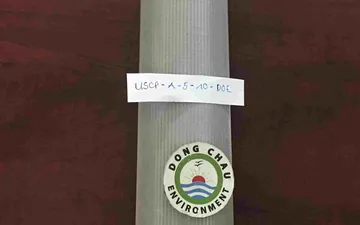 USCP-A-5-10-DOE
DONG CHAU
ENVIRONMENT